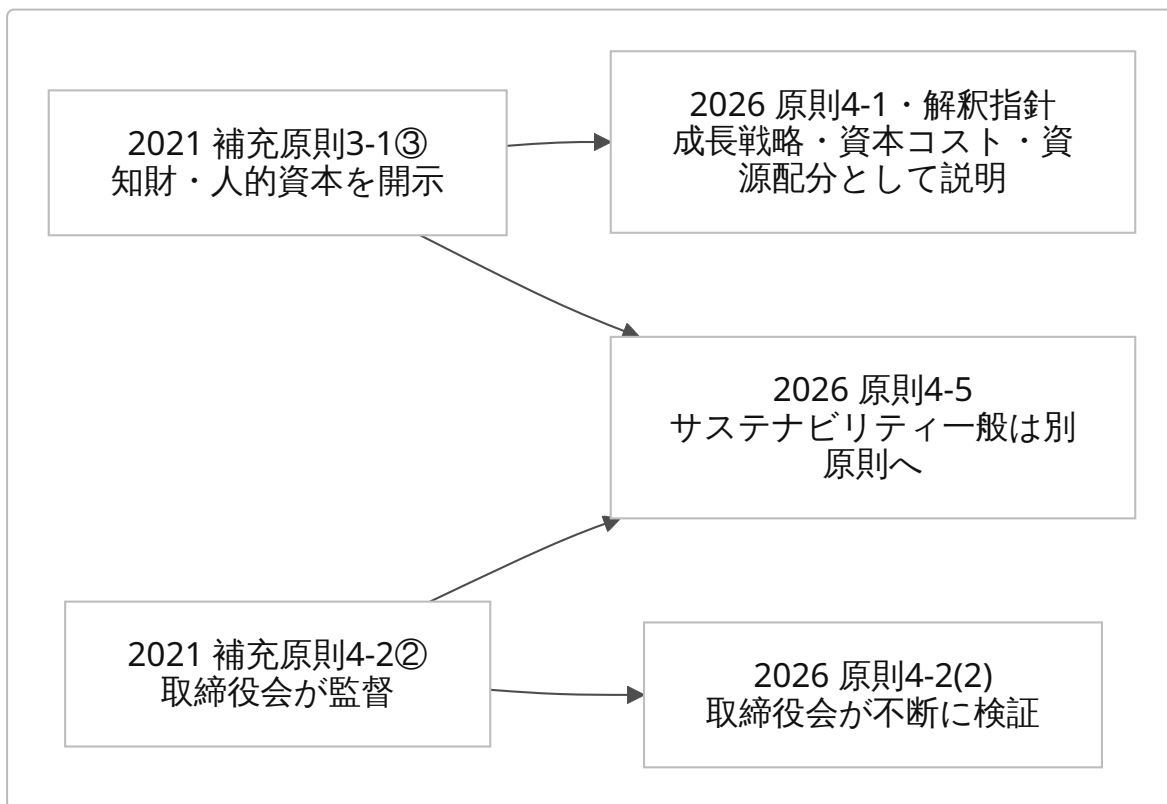 2021 補充原則3-1③
知財・人的資本を開示
2026 原則4-1・解釈指針
成長戦略・資本コスト・資
源配分として説明
2026 原則4-5
サステナビリティ一般は別
原則へ
2021 補充原則4-2②
取締役会が監督
2026 原則4-2(2)
取締役会が不断に検証